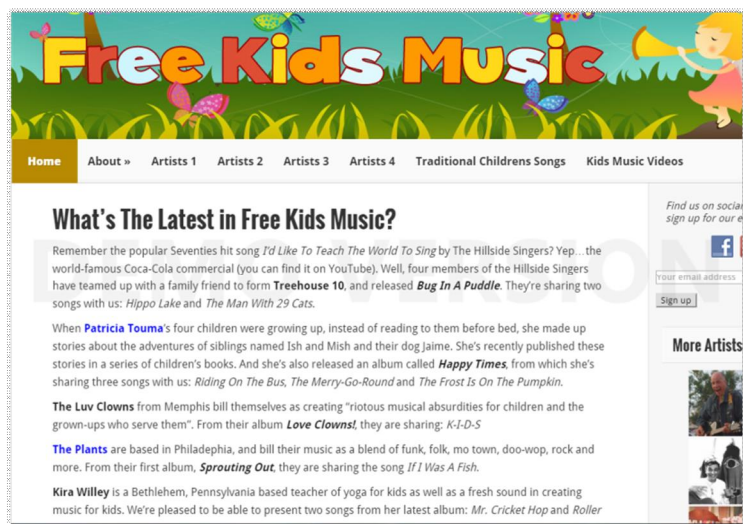 Free Kids Music
Home
About »
Artists 1
Artists 2
Artists 3
Artists 4
Traditional Childrens Songs
Kids Music Videos
What's The Latest in Free Kids Music?
Remember the popular Seventies hit song I'd Like To Teach The World To Sing by The Hillside Singers? Yep…the
world-famous Coca-Cola commercial (you can find it on YouTube). Well, four members of the Hillside Singers
have teamed up with a family friend to form Treehouse 10, and released Bug In A Puddle. They're sharing two
songs with us: Hippo Lake and The Man With 29 Cats.
When Patricia Touma's four children were growing up, instead of reading to them before bed, she made up
stories about the adventures of siblings named Ish and Mish and their dog Jaime. She's recently published these
stories in a series of children's books. And she's also released an album called Happy Times, from which she's
sharing three songs with us: Riding On The Bus, The Merry-Go-Round and The Frost Is On The Pumpkin.
The Luv Clowns from Memphis bill themselves as creating "riotous musical absurdities for children and the
grown-ups who serve them". From their album Love Clowns!, they are sharing: K-I-D-S
The Plants are based in Philadephia, and bill their music as a blend of funk, folk, mo town, doo-wop, rock and
more. From their first album, Sprouting Out, they are sharing the song If I Was A Fish.
Kira Willey is a Bethlehem, Pennsylvania based teacher of yoga for kids as well as a fresh sound in creating
music for kids. We're pleased to be able to present two songs from her latest album: Mr. Cricket Hop and Roller
Find us on social
sign up for our e
f
Your email address
Sign up
More Artists
DEMO VERSION